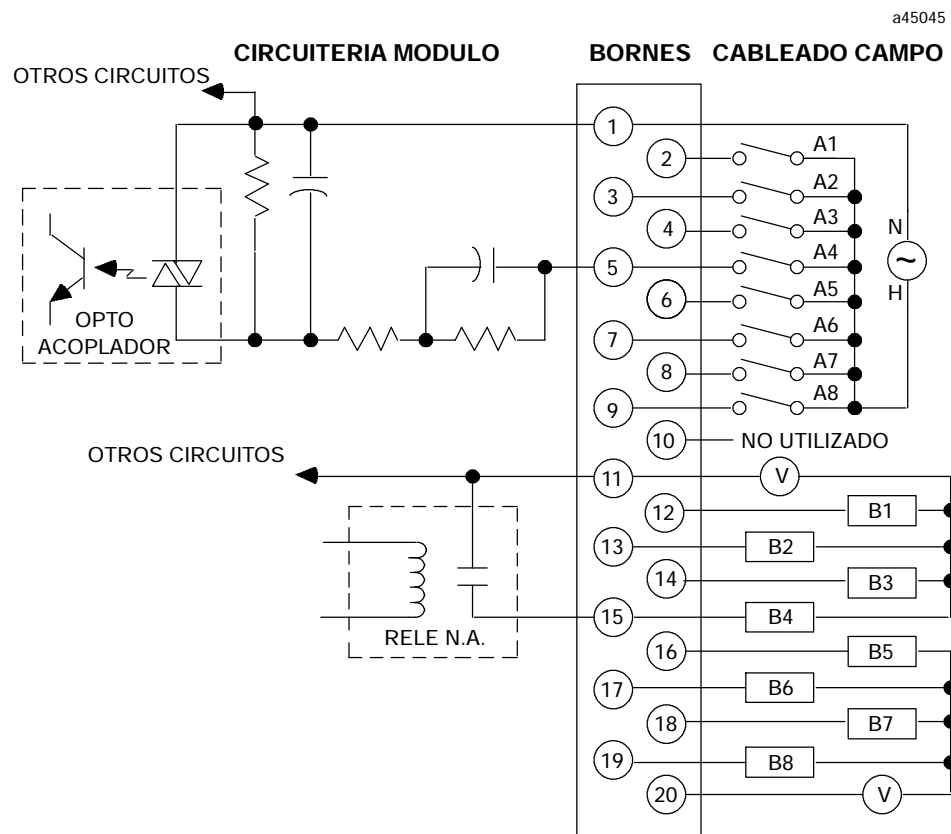 a45045
CIRCUITERIA MODULO BORNES CABLEADO CAMPO
OTROS CIRCUITOS
1
2 A1
3 A2
4 A3
N
5 A4
~
6 A5
H
OPTO
ACOPLADOR
7 A6
8 A7
9 A8
10 NO UTILIZADO
OTROS CIRCUITOS
11 V
12 B1
13 B2
14 B3
15 B4
RELE N.A.
16 B5
17 B6
18 B7
19 B8
20 V